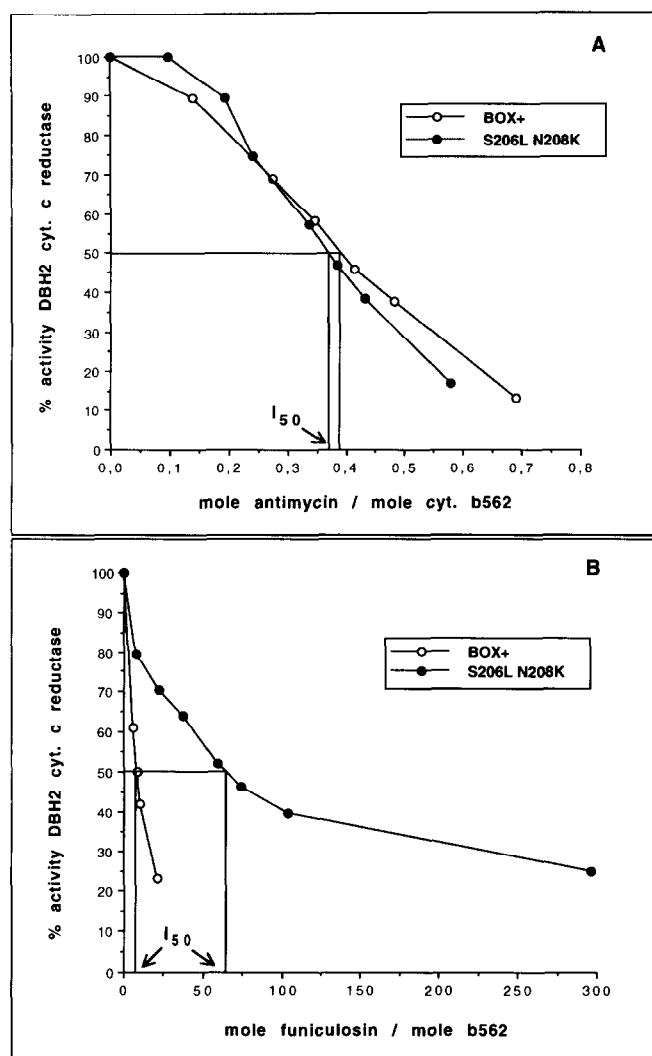 A
BOX+
S206L N208K
% activity DBH2 cyt. c reductase
100
90
80
70
60
50
40
30
20
10
0
I50
0,0 0,1 0,2 0,3 0,4 0,5 0,6 0,7 0,8
mole antimycin / mole cyt. b562
B
BOX+
S206L N208K
% activity DBH2 cyt. c reductase
100
90
80
70
60
50
40
30
20
10
0
I50
0 50 100 150 200 250 300
mole funiculosin / mole b562